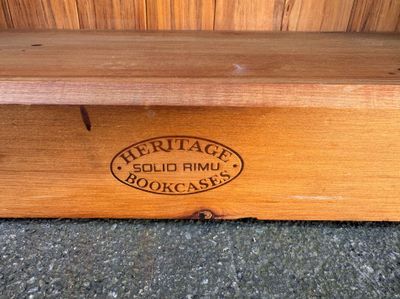 HERITAGE
• SOLID RIMU •
BOOKCASES